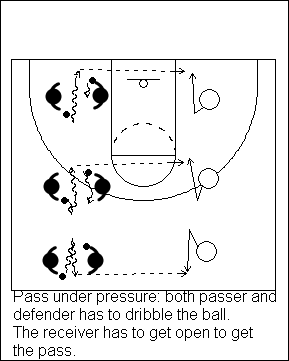 Pass under pressure: both passer and
defender has to dribble the ball.
The receiver has to get open to get
the pass.